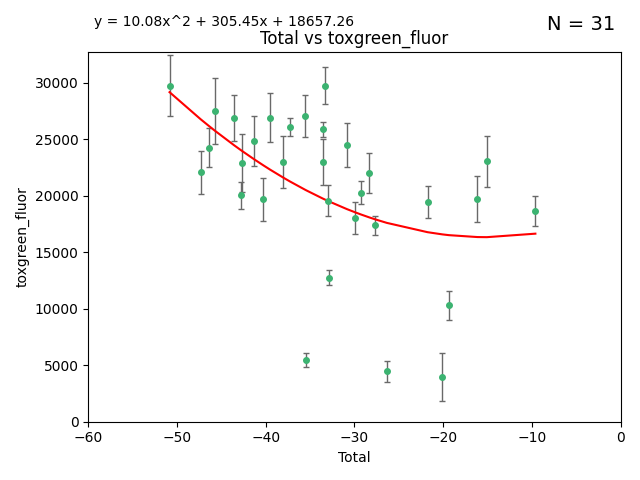 y = 10.08x^2 + 305.45x + 18657.26
N = 31
Total vs toxgreen_fluor
30000
25000
20000
15000
10000
5000
0
toxgreen_fluor
−60 −50 −40 −30 −20 −10 0
Total